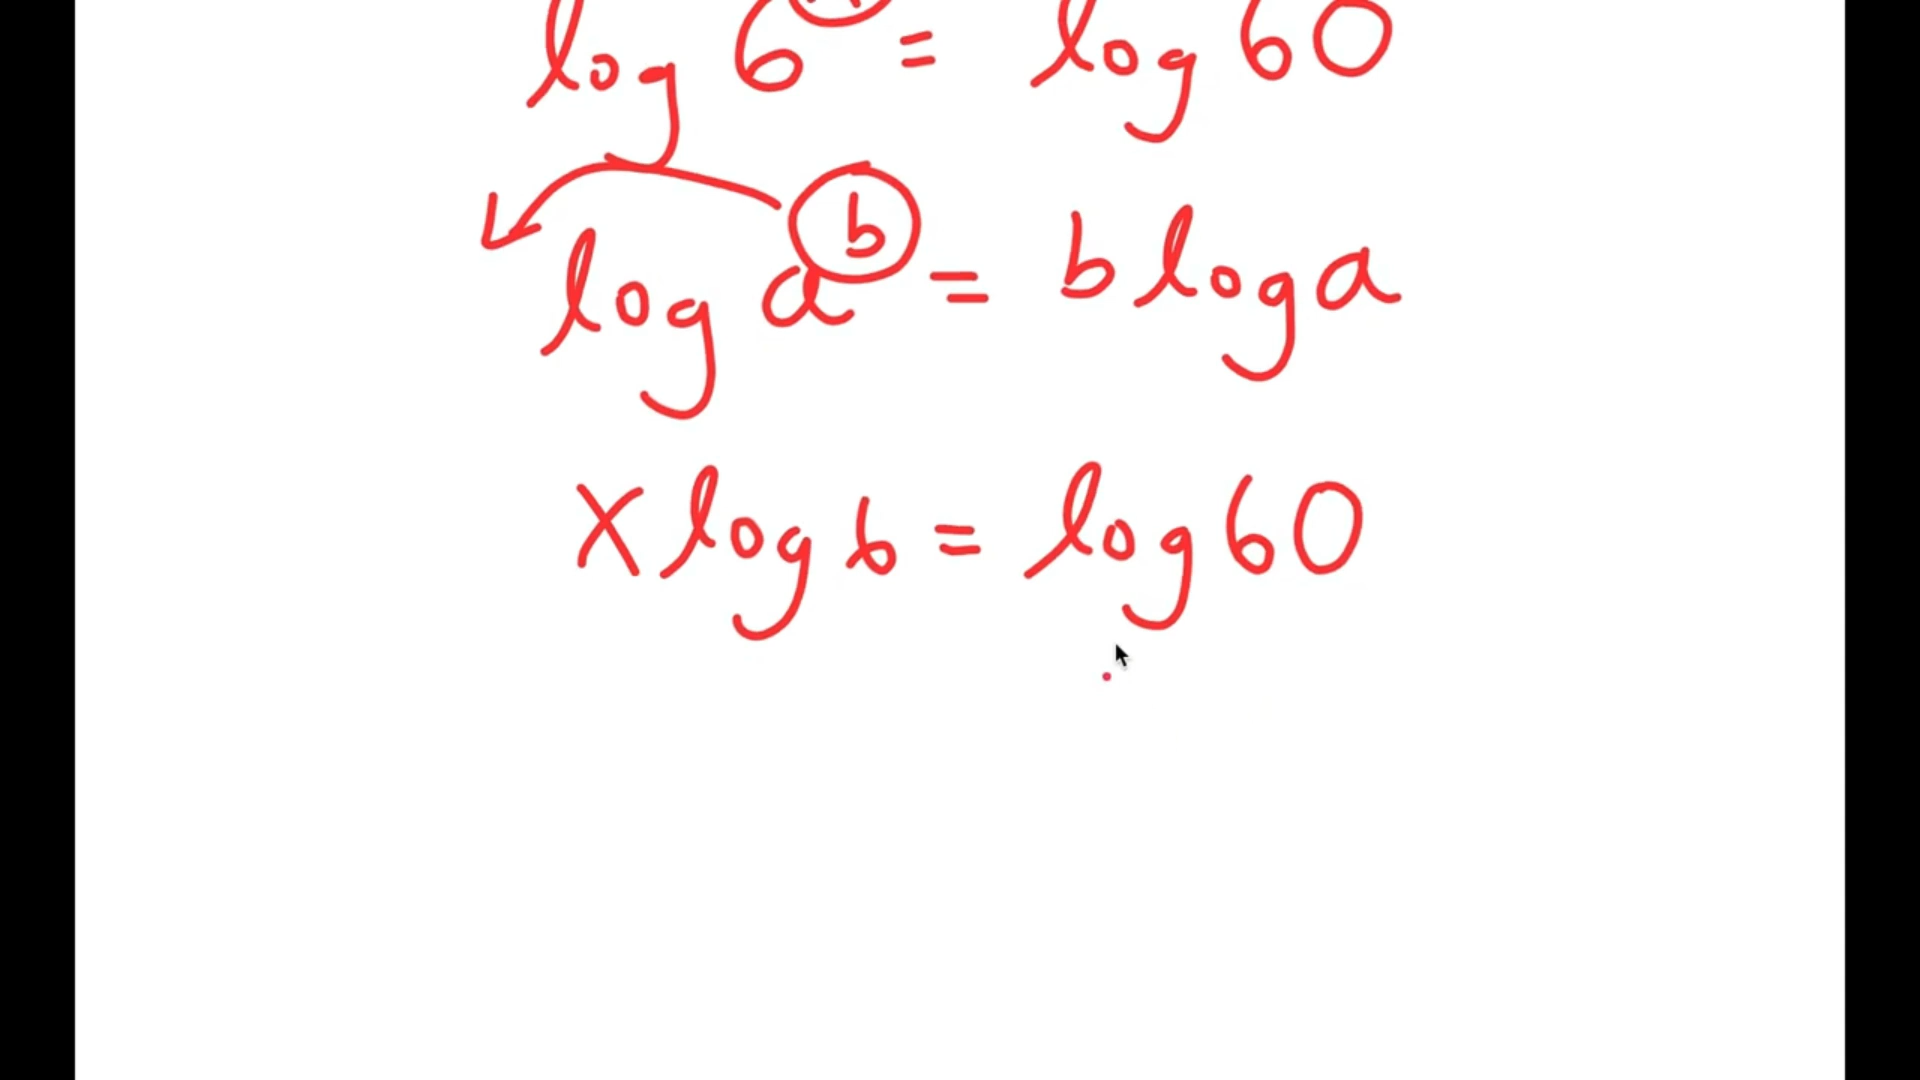 log 6 = log 60
log a^b = b log a
x log 6 = log 60